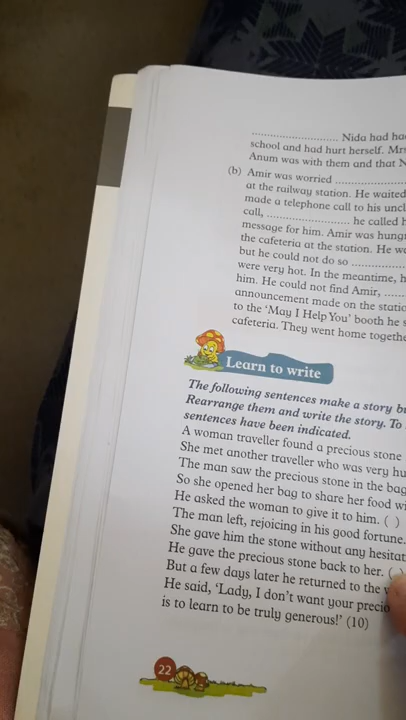 ........................ Nida had had
school and had hurt herself. Mrs
Anum was with them and that N
(b) Amir was worried ....................
at the railway station. He waited
made a telephone call to his uncl
call, ........................ he called h
message for him. Amir was hungr
the cafeteria at the station. He
but he could not do so ...............
were very hot. In the meantime, h
him. He could not find Amir, ......
announcement made on the static
to the 'May I Help You' booth he s
cafeteria. They went home togethe
Learn to write
The following sentences make a story bu
Rearrange them and write the story. To
sentences have been indicated.
A woman traveller found a precious stone
She met another traveller who was very hu
The man saw the precious stone in the bag
So she opened her bag to share her food wi
He asked the woman to give it to him. ( )
The man left, rejoicing in his good fortune.
She gave him the stone without any hesitat
He gave the precious stone back to her. ( )
But a few days later he returned to the
He said, 'Lady, I don't want your precio
is to learn to be truly generous!' (10)
22